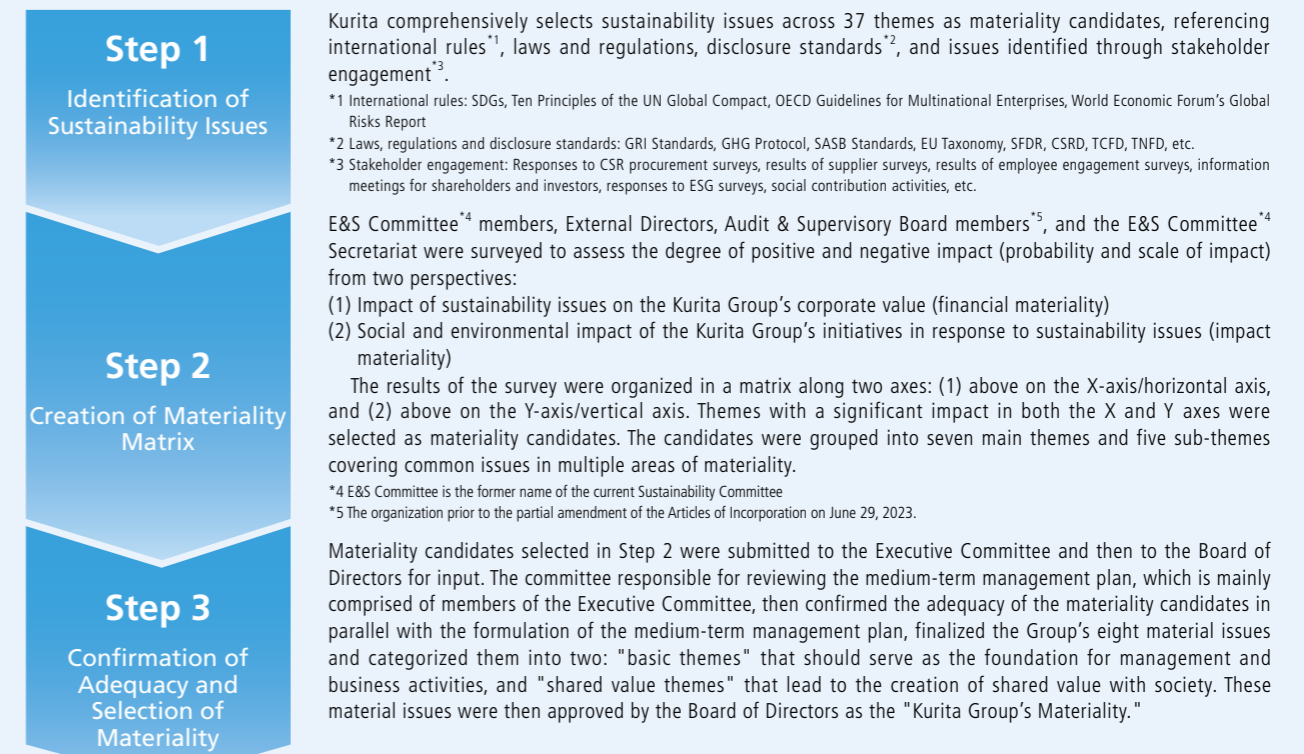 Step 1
Identification of
Sustainability Issues
Kurita comprehensively selects sustainability issues across 37 themes as materiality candidates, referencing
international rules*1, laws and regulations, disclosure standards*2, and issues identified through stakeholder
engagement*3.
*1 International rules: SDGs, Ten Principles of the UN Global Compact, OECD Guidelines for Multinational Enterprises, World Economic Forum's Global
Risks Report
*2 Laws, regulations and disclosure standards: GRI Standards, GHG Protocol, SASB Standards, EU Taxonomy, SFDR, CSRD, TCFD, TNFD, etc.
*3 Stakeholder engagement: Responses to CSR procurement surveys, results of supplier surveys, results of employee engagement surveys, information
meetings for shareholders and investors, responses to ESG surveys, social contribution activities, etc.
Step 2
Creation of Materiality
Matrix
E&S Committee*4 members, External Directors, Audit & Supervisory Board members*5, and the E&S Committee*4
Secretariat were surveyed to assess the degree of positive and negative impact (probability and scale of impact)
from two perspectives:
(1) Impact of sustainability issues on the Kurita Group's corporate value (financial materiality)
(2) Social and environmental impact of the Kurita Group's initiatives in response to sustainability issues (impact
materiality)
The results of the survey were organized in a matrix along two axes: (1) above on the X-axis/horizontal axis,
and (2) above on the Y-axis/vertical axis. Themes with a significant impact in both the X and Y axes were
selected as materiality candidates. The candidates were grouped into seven main themes and five sub-themes
covering common issues in multiple areas of materiality.
*4 E&S Committee is the former name of the current Sustainability Committee
*5 The organization prior to the partial amendment of the Articles of Incorporation on June 29, 2023.
Step 3
Confirmation of
Adequacy and
Selection of
Materiality
Materiality candidates selected in Step 2 were submitted to the Executive Committee and then to the Board of
Directors for input. The committee responsible for reviewing the medium-term management plan, which is mainly
comprised of members of the Executive Committee, then confirmed the adequacy of the materiality candidates in
parallel with the formulation of the medium-term management plan, finalized the Group's eight material issues
and categorized them into two: "basic themes" that should serve as the foundation for management and
business activities, and "shared value themes" that lead to the creation of shared value with society. These
material issues were then approved by the Board of Directors as the "Kurita Group's Materiality."